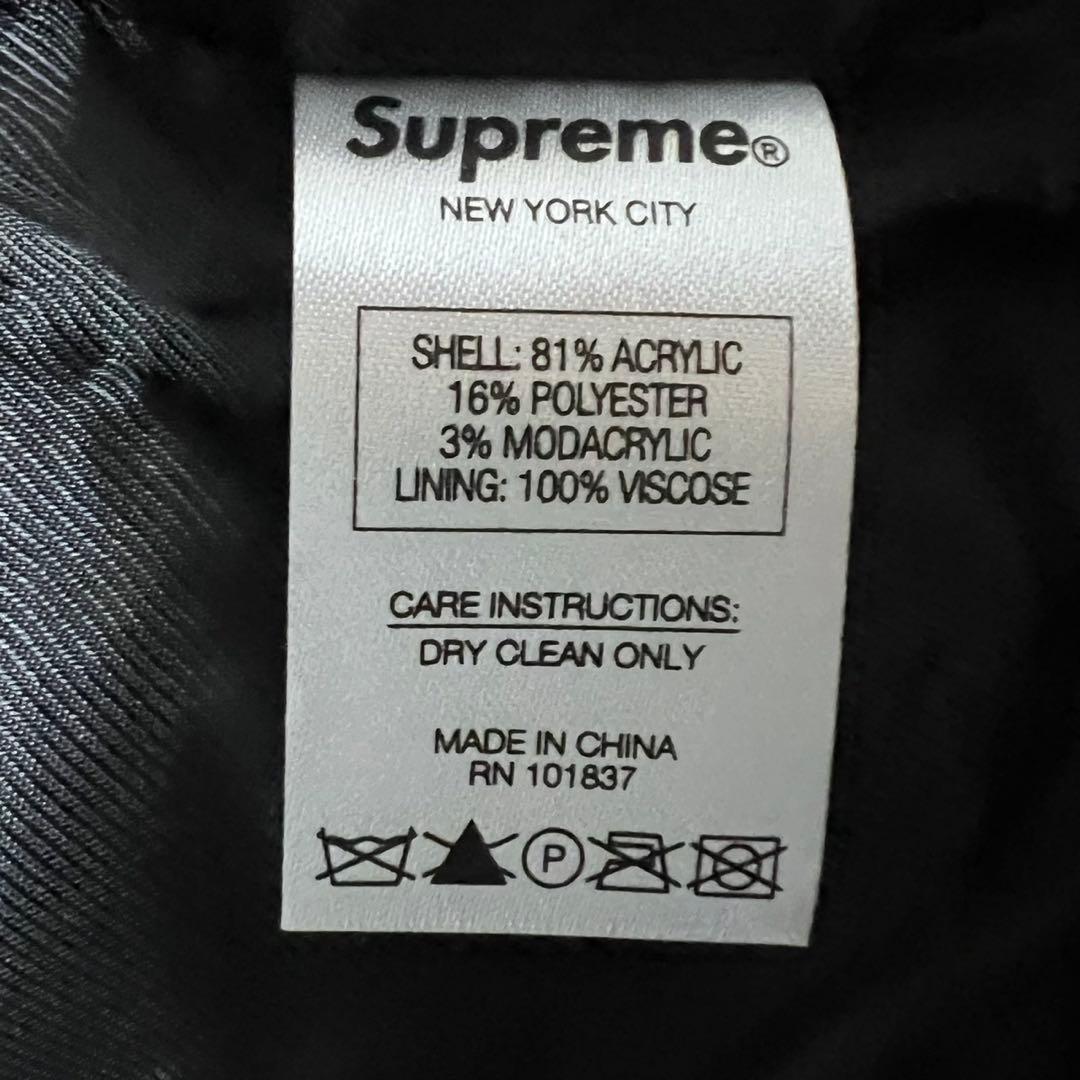 Supreme®
NEW YORK CITY
SHELL: 81% ACRYLIC
16% POLYESTER
3% MODACRYLIC
LINING: 100% VISCOSE
CARE INSTRUCTIONS:
DRY CLEAN ONLY
MADE IN CHINA
RN 101837
P